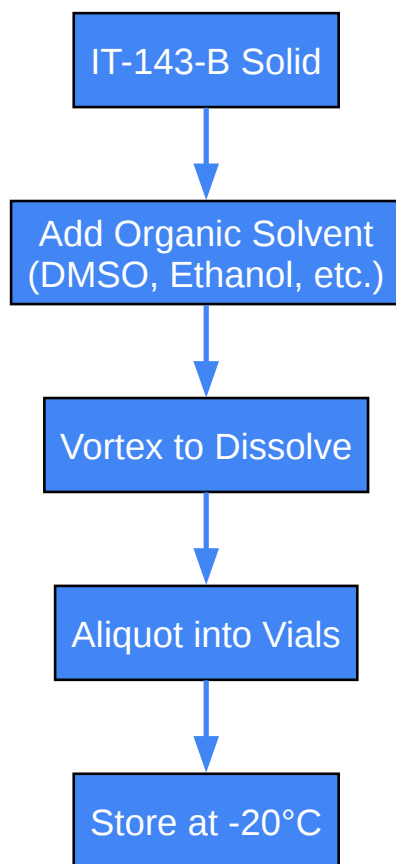 IT-143-B Solid
Add Organic Solvent
(DMSO, Ethanol, etc.)
Vortex to Dissolve
Aliquot into Vials
Store at -20°C